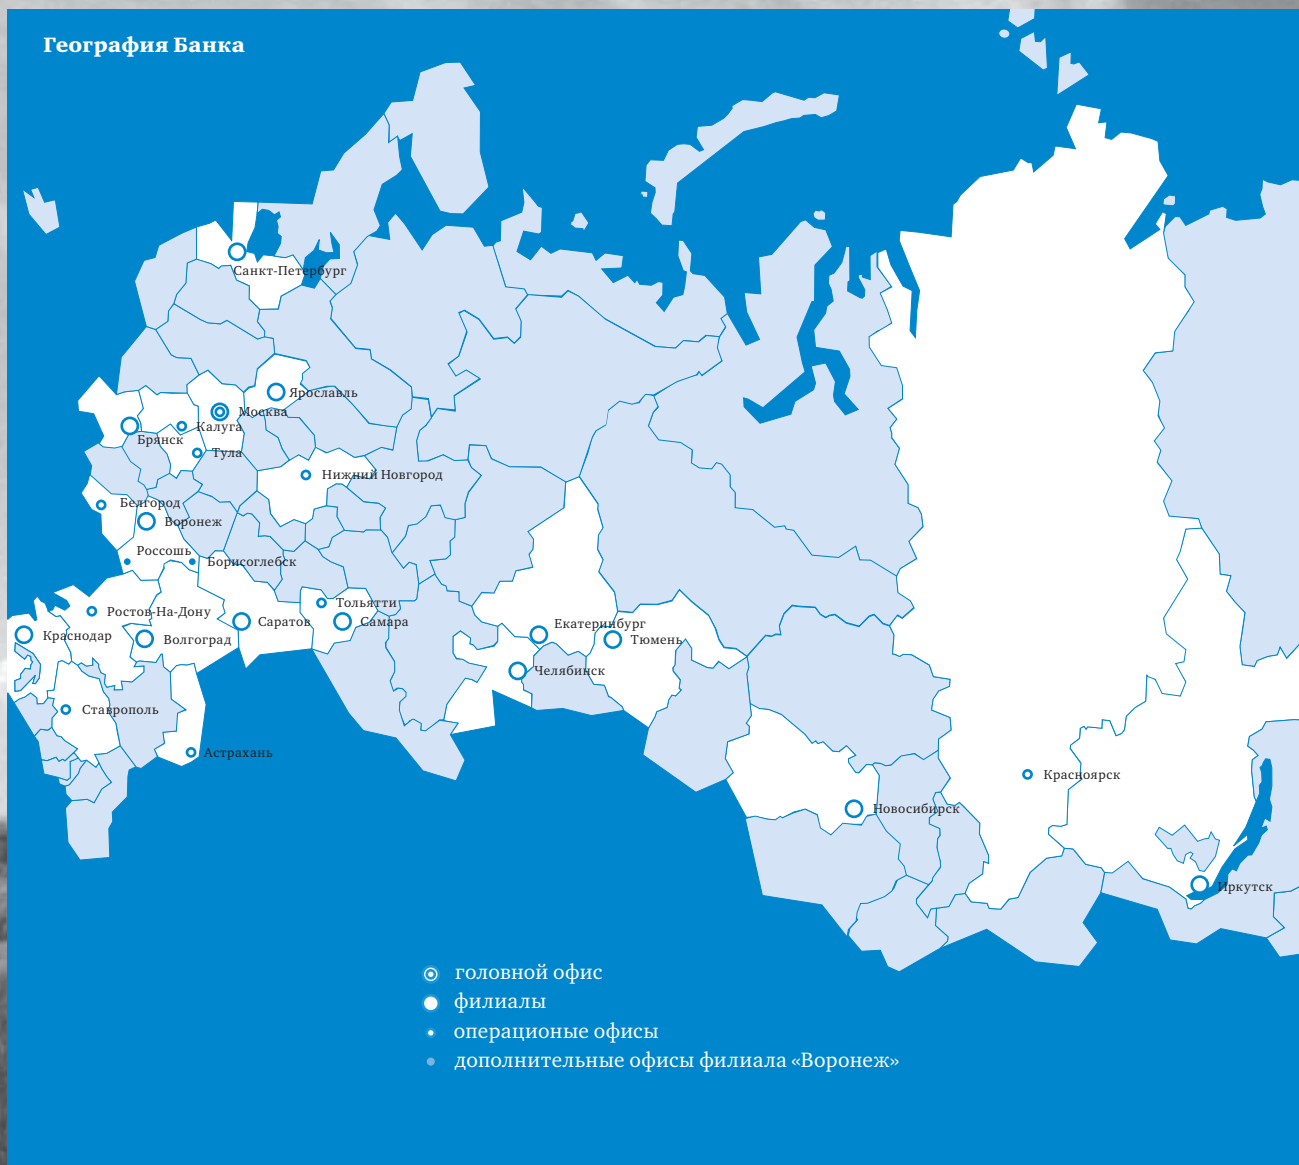 География Банка
Санкт-Петербург
Ярославль
Москва
Калуга
Брянск
Тула
Нижний Новгород
Белгород
Воронеж
Россошь
Борисоглебск
Тольятти
Ростов-На-Дону
Саратов
Самара
Екатеринбург
Краснодар
Волгоград
Тюмень
Челябинск
Ставрополь
Астрахань
Красноярск
Новосибирск
Иркутск
головной офис
филиалы
операционые офисы
дополнительные офисы филиала «Воронеж»